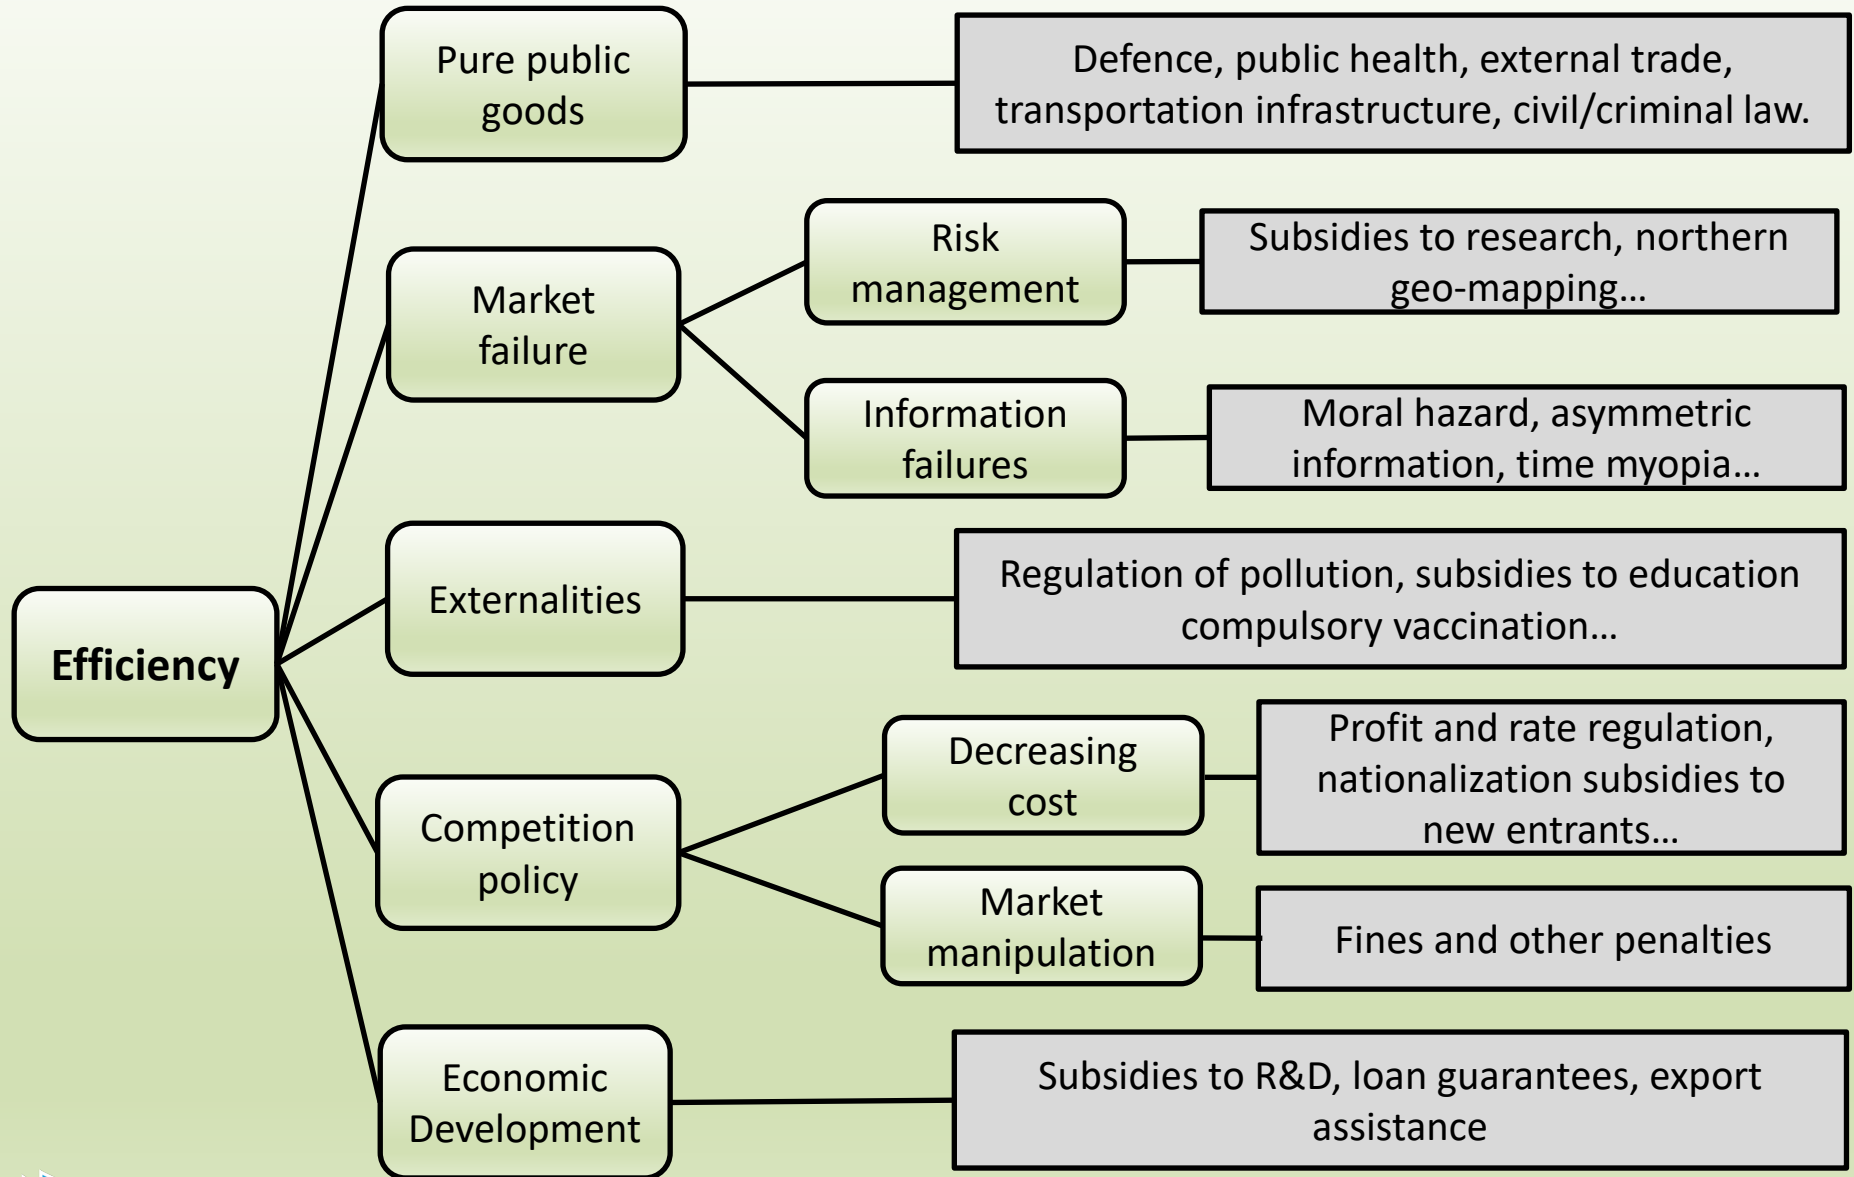 Pure public
goods
Defence, public health, external trade,
transportation infrastructure, civil/criminal law.
Market
failure
Risk
management
Subsidies to research, northern
geo-mapping…
Information
failures
Moral hazard, asymmetric
information, time myopia…
Efficiency
Externalities
Regulation of pollution, subsidies to education
compulsory vaccination…
Competition
policy
Decreasing
cost
Profit and rate regulation,
nationalization subsidies to
new entrants…
Market
manipulation
Fines and other penalties
Economic
Development
Subsidies to R&D, loan guarantees, export
assistance